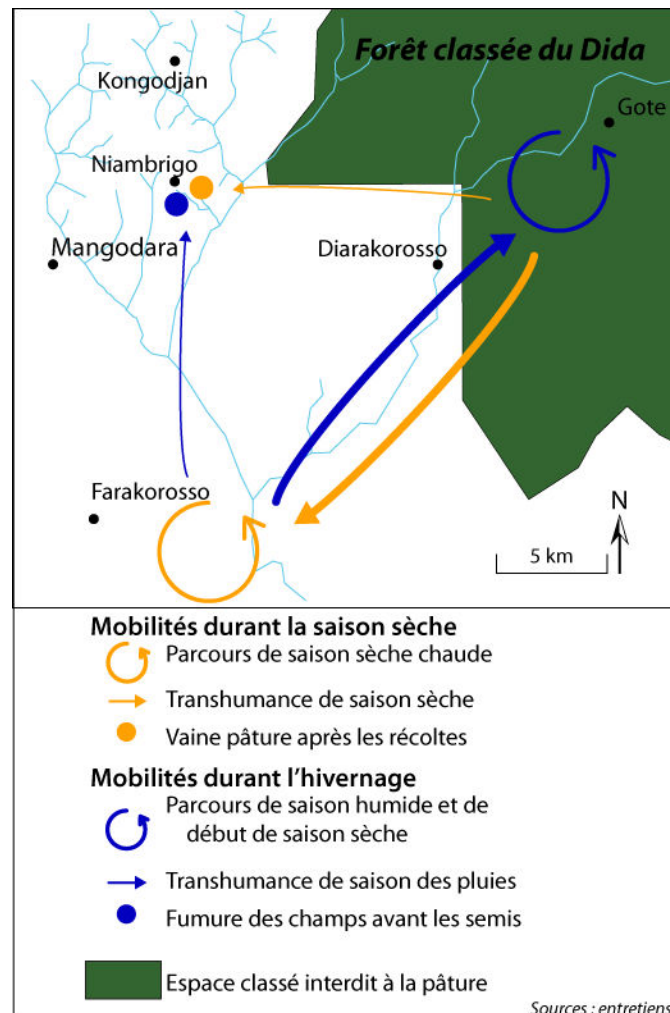 Forêt classée du Dida
Kongodjan
Gote
Niambrigo
Mangodara
Diarakorosso
Farakorosso
N
5 km
Mobilités durant la saison sèche
Parcours de saison sèche chaude
Transhumance de saison sèche
Vaine pâture après les récoltes
Mobilités durant l'hivernage
Parcours de saison humide et de
début de saison sèche
Transhumance de saison des pluies
Fumure des champs avant les semis
Espace classé interdit à la pâture
Sources : entretiens